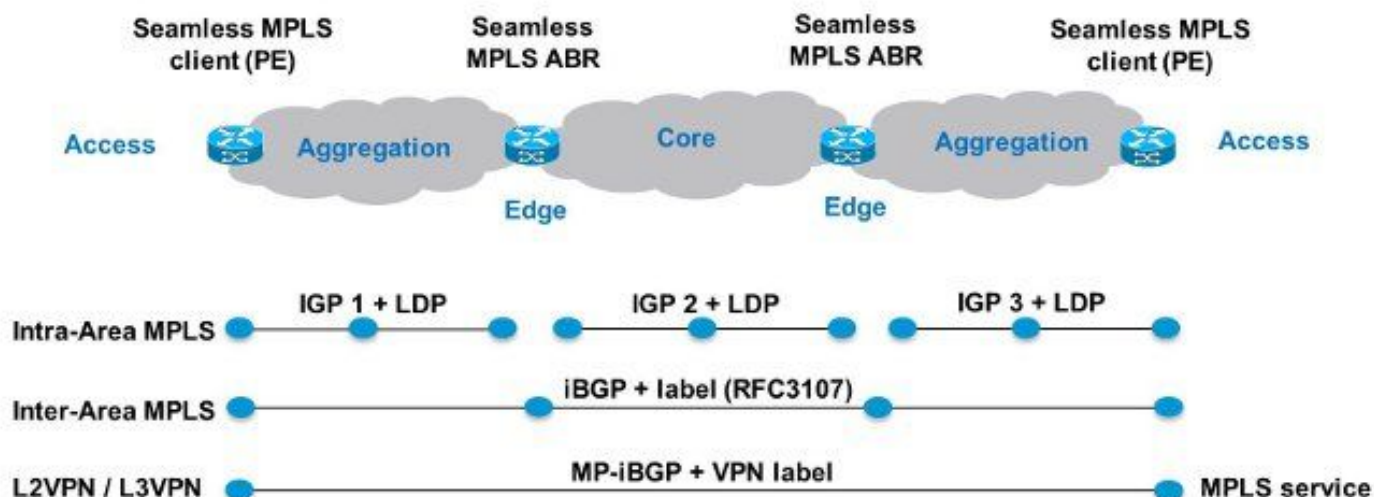 Seamless MPLS client (PE)
Seamless MPLS ABR
Seamless MPLS ABR
Seamless MPLS client (PE)
Access
Aggregation
Core
Aggregation
Access
Edge
Edge
IGP 1 + LDP
IGP 2 + LDP
IGP 3 + LDP
Intra-Area MPLS
iBGP + label (RFC3107)
Inter-Area MPLS
MP-iBGP + VPN label
L2VPN / L3VPN
MPLS service